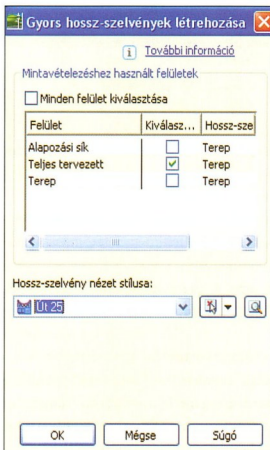 Gyors hossz-szelvények létrehozása
További információ
Mintavételezéshez használt felületek
Minden felület kiválasztása
Felület Kiválasz... Hossz-sze
Alapozási sík Terep
Teljes tervezett Terep
Terep Terep
Hossz-szelvény nézet stílusa:
Út 25
OK Mégse Súgó